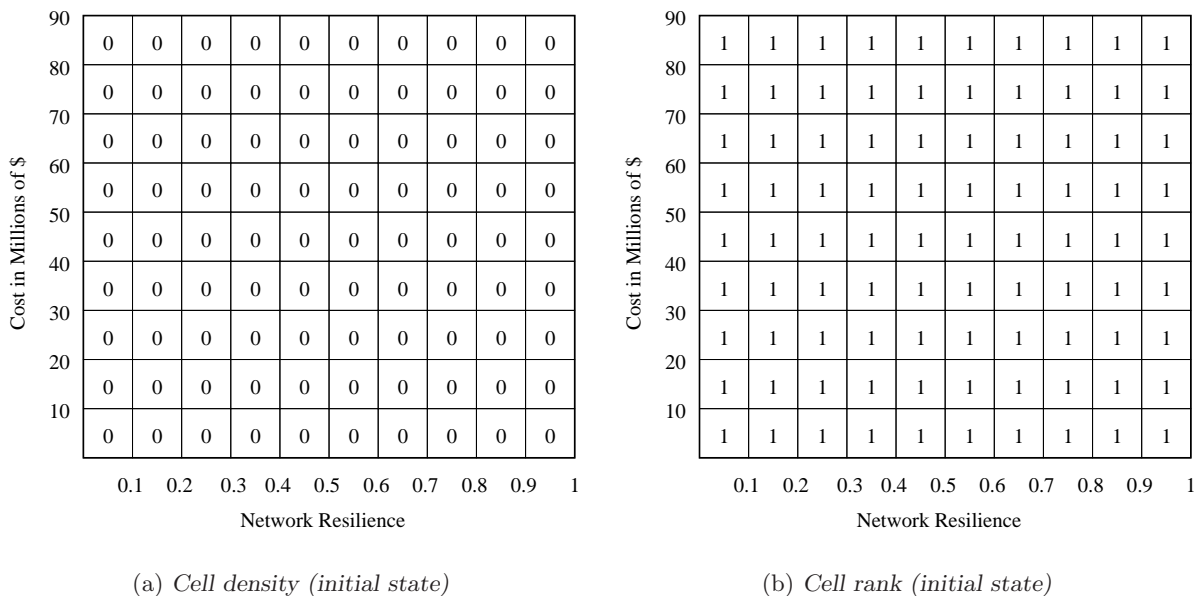 90
0 0 0 0 0 0 0 0 0 0
80
0 0 0 0 0 0 0 0 0 0
70
0 0 0 0 0 0 0 0 0 0
60
0 0 0 0 0 0 0 0 0 0
50
0 0 0 0 0 0 0 0 0 0
40
0 0 0 0 0 0 0 0 0 0
30
0 0 0 0 0 0 0 0 0 0
20
0 0 0 0 0 0 0 0 0 0
10
0 0 0 0 0 0 0 0 0 0
Cost in Millions of $
0.1 0.2 0.3 0.4 0.5 0.6 0.7 0.8 0.9 1
Network Resilience
(a) Cell density (initial state)
90
1 1 1 1 1 1 1 1 1 1
80
1 1 1 1 1 1 1 1 1 1
70
1 1 1 1 1 1 1 1 1 1
60
1 1 1 1 1 1 1 1 1 1
50
1 1 1 1 1 1 1 1 1 1
40
1 1 1 1 1 1 1 1 1 1
30
1 1 1 1 1 1 1 1 1 1
20
1 1 1 1 1 1 1 1 1 1
10
1 1 1 1 1 1 1 1 1 1
Cost in Millions of $
0.1 0.2 0.3 0.4 0.5 0.6 0.7 0.8 0.9 1
Network Resilience
(b) Cell rank (initial state)